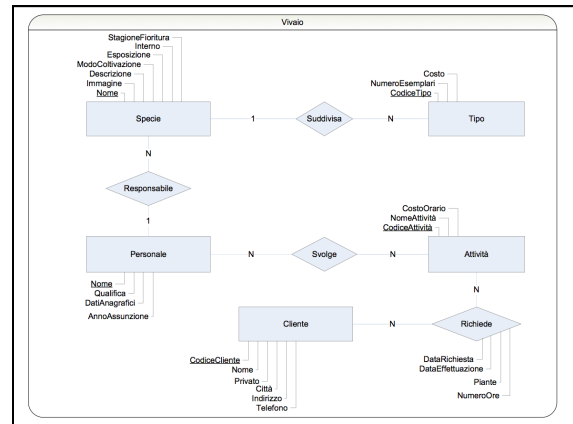 Vivaio
StagioneFioritura
Interno
Esposizione
ModoColtivazione
Descrizione
Immagine
Nome
Costo
NumeroEsemplari
CodiceTipo
Specie
1
Suddivisa
N
Tipo
N
Responsabile
1
CostoOrario
NomeAttività
CodiceAttività
Personale
N
Svolge
N
Attività
Nome
Qualifica
DatiAnagrafici
AnnoAssunzione
N
Cliente
N
Richiede
CodiceCliente
Nome
Privato
Città
Indirizzo
Telefono
DataRichiesta
DataEffettuazione
Piante
NumeroOre